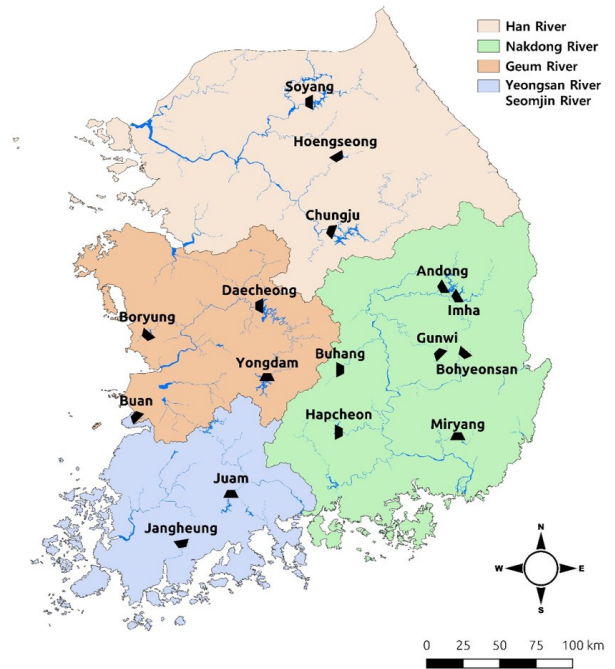 Han River
Nakdong River
Geum River
Yeongsan River
Seomjin River
Soyang
Hoengseong
Chungju
Andong
Imha
Daecheong
Boryung
Gunwi
Bohyeonsan
Yongdam
Buhang
Buan
Hapcheon
Miryang
Juam
Jangheung
N
W
E
S
0 25 50 75 100 km